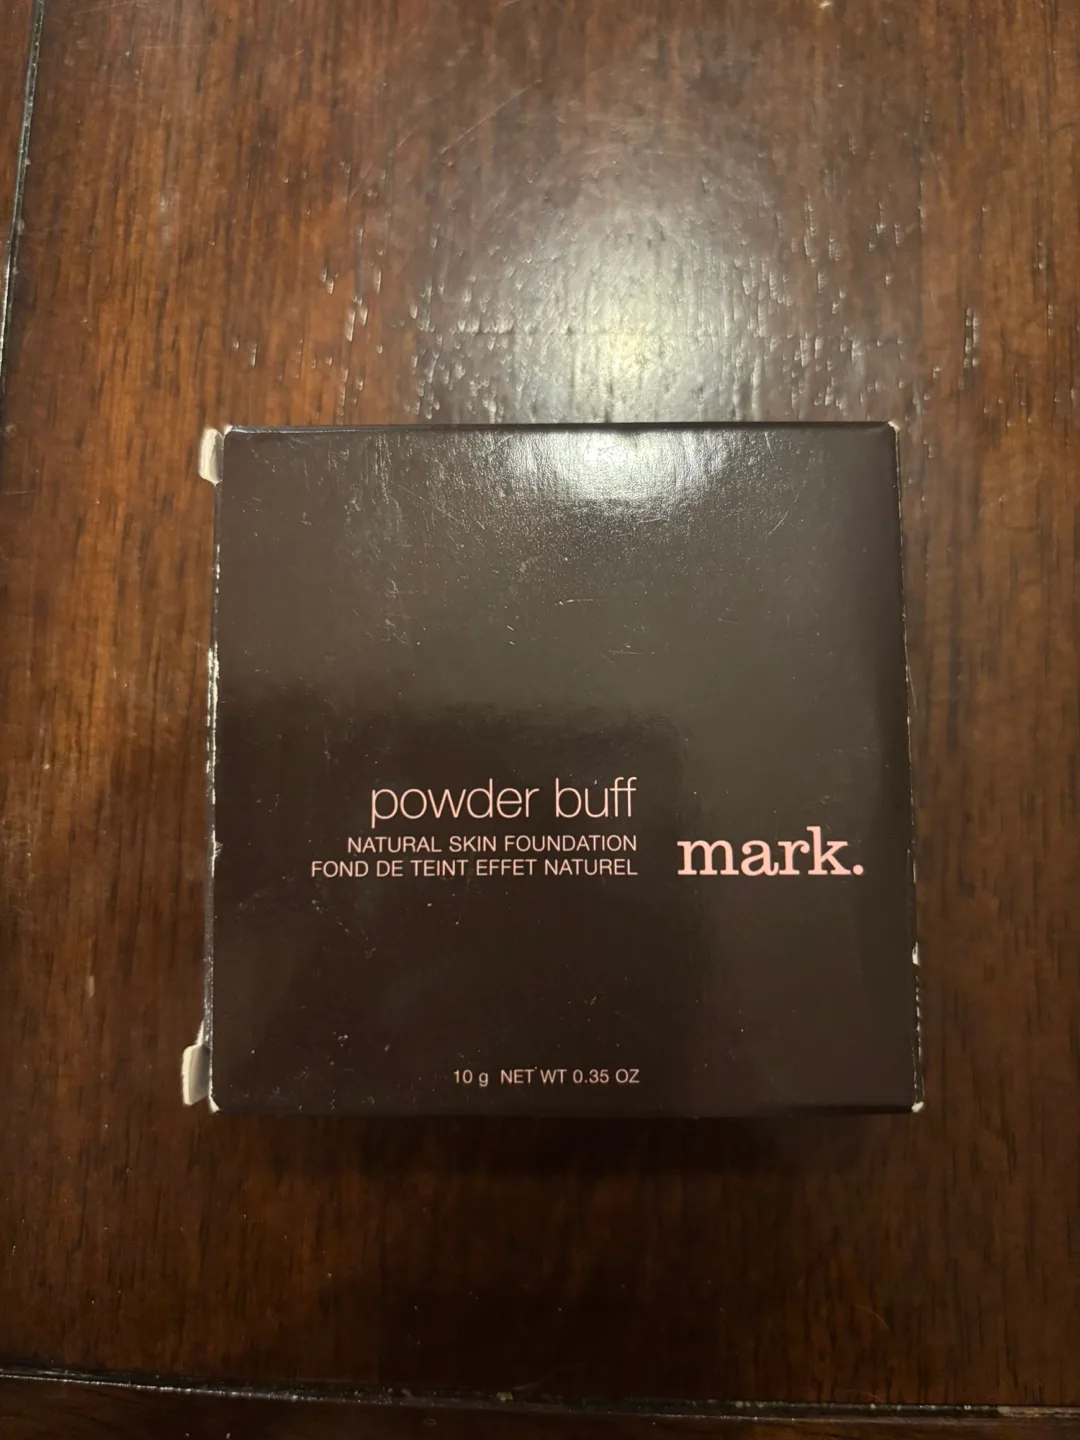 powder buff
NATURAL SKIN FOUNDATION
FOND DE TEINT EFFET NATUREL
mark.
10 g NET WT 0.35 OZ